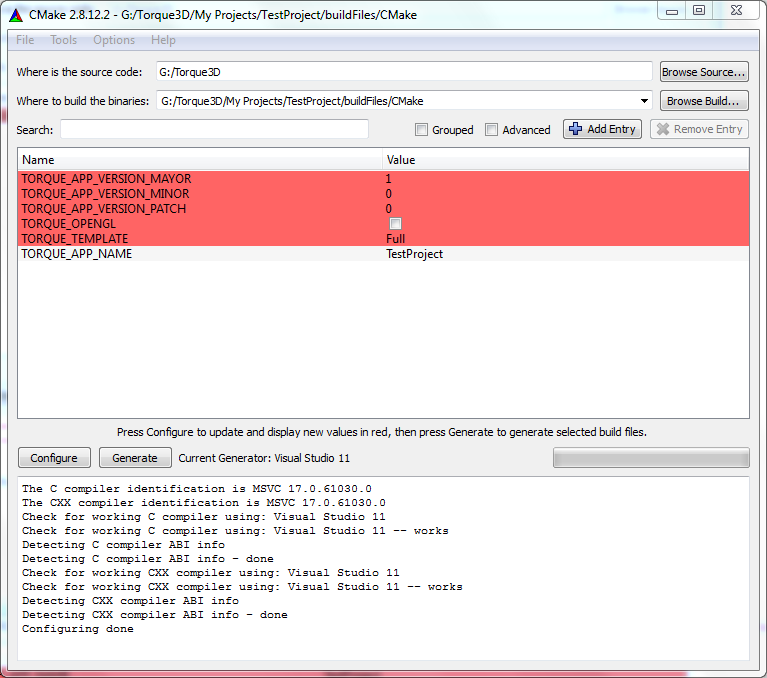 CMake 2.8.12.2 - G:/Torque3D/My Projects/TestProject/buildFiles/CMake
File Tools Options Help
Where is the source code: G:/Torque3D Browse Source...
Where to build the binaries: G:/Torque3D/My Projects/TestProject/buildFiles/CMake Browse Build...
Search: Grouped Advanced Add Entry Remove Entry
Name Value
TORQUE_APP_VERSION_MAYOR 1
TORQUE_APP_VERSION_MINOR 0
TORQUE_APP_VERSION_PATCH 0
TORQUE_OPENGL
TORQUE_TEMPLATE Full
TORQUE_APP_NAME TestProject
Press Configure to update and display new values in red, then press Generate to generate selected build files.
Configure Generate Current Generator: Visual Studio 11
The C compiler identification is MSVC 17.0.61030.0
The CXX compiler identification is MSVC 17.0.61030.0
Check for working C compiler using: Visual Studio 11
Check for working C compiler using: Visual Studio 11 -- works
Detecting C compiler ABI info
Detecting C compiler ABI info - done
Check for working CXX compiler using: Visual Studio 11
Check for working CXX compiler using: Visual Studio 11 -- works
Detecting CXX compiler ABI info
Detecting CXX compiler ABI info - done
Configuring done